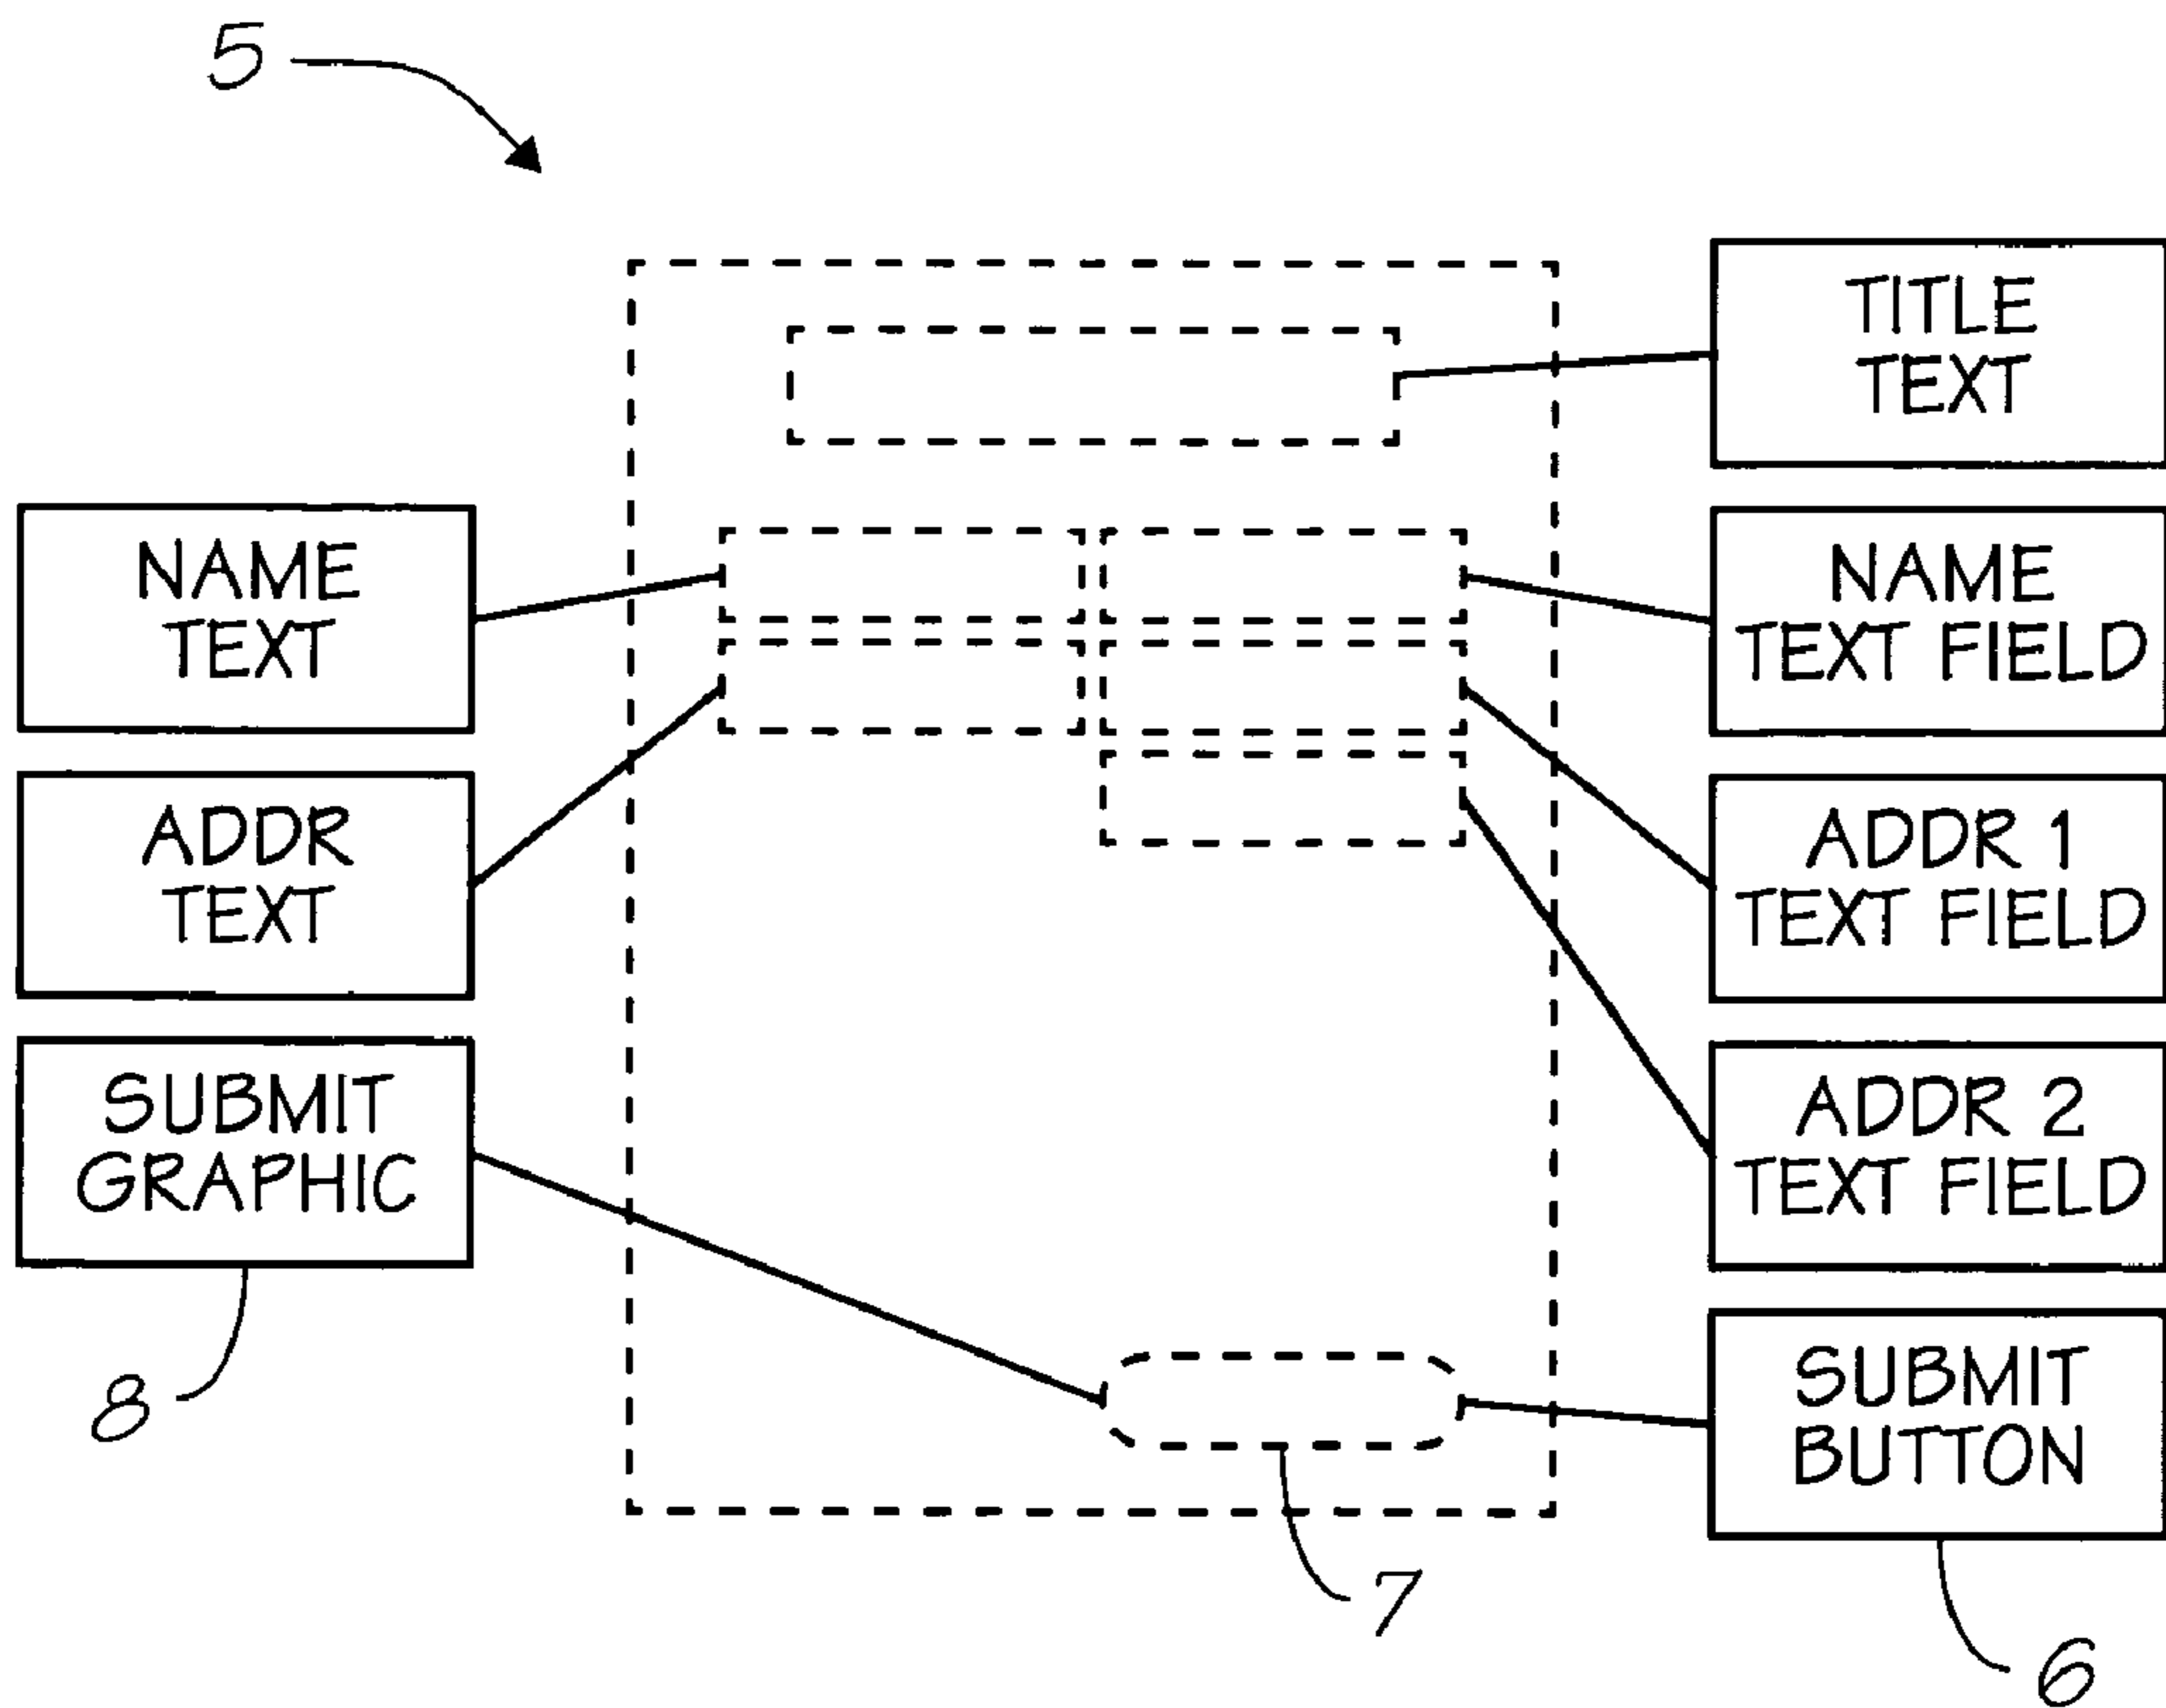 5
TITLE
TEXT
NAME
TEXT
NAME
TEXT FIELD
ADDR
TEXT
ADDR 1
TEXT FIELD
SUBMIT
GRAPHIC
ADDR 2
TEXT FIELD
8
SUBMIT
BUTTON
7
6